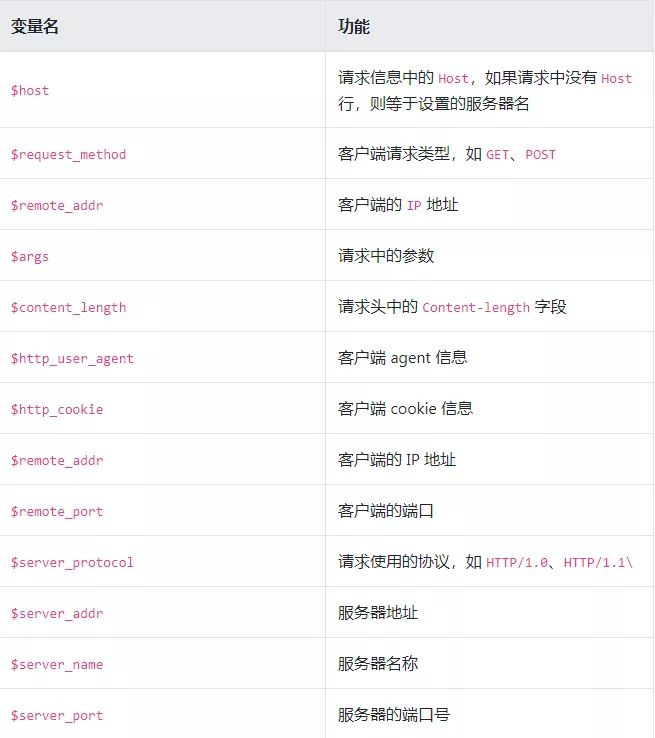 变量名 功能
$host 请求信息中的 Host，如果请求中没有 Host
行，则等于设置的服务器名
$request_method 客户端请求类型，如 GET、POST
$remote_addr 客户端的 IP 地址
$args 请求中的参数
$content_length 请求头中的 Content-length 字段
$http_user_agent 客户端 agent 信息
$http_cookie 客户端 cookie 信息
$remote_addr 客户端的 IP 地址
$remote_port 客户端的端口
$server_protocol 请求使用的协议，如 HTTP/1.0、HTTP/1.1\
$server_addr 服务器地址
$server_name 服务器名称
$server_port 服务器的端口号